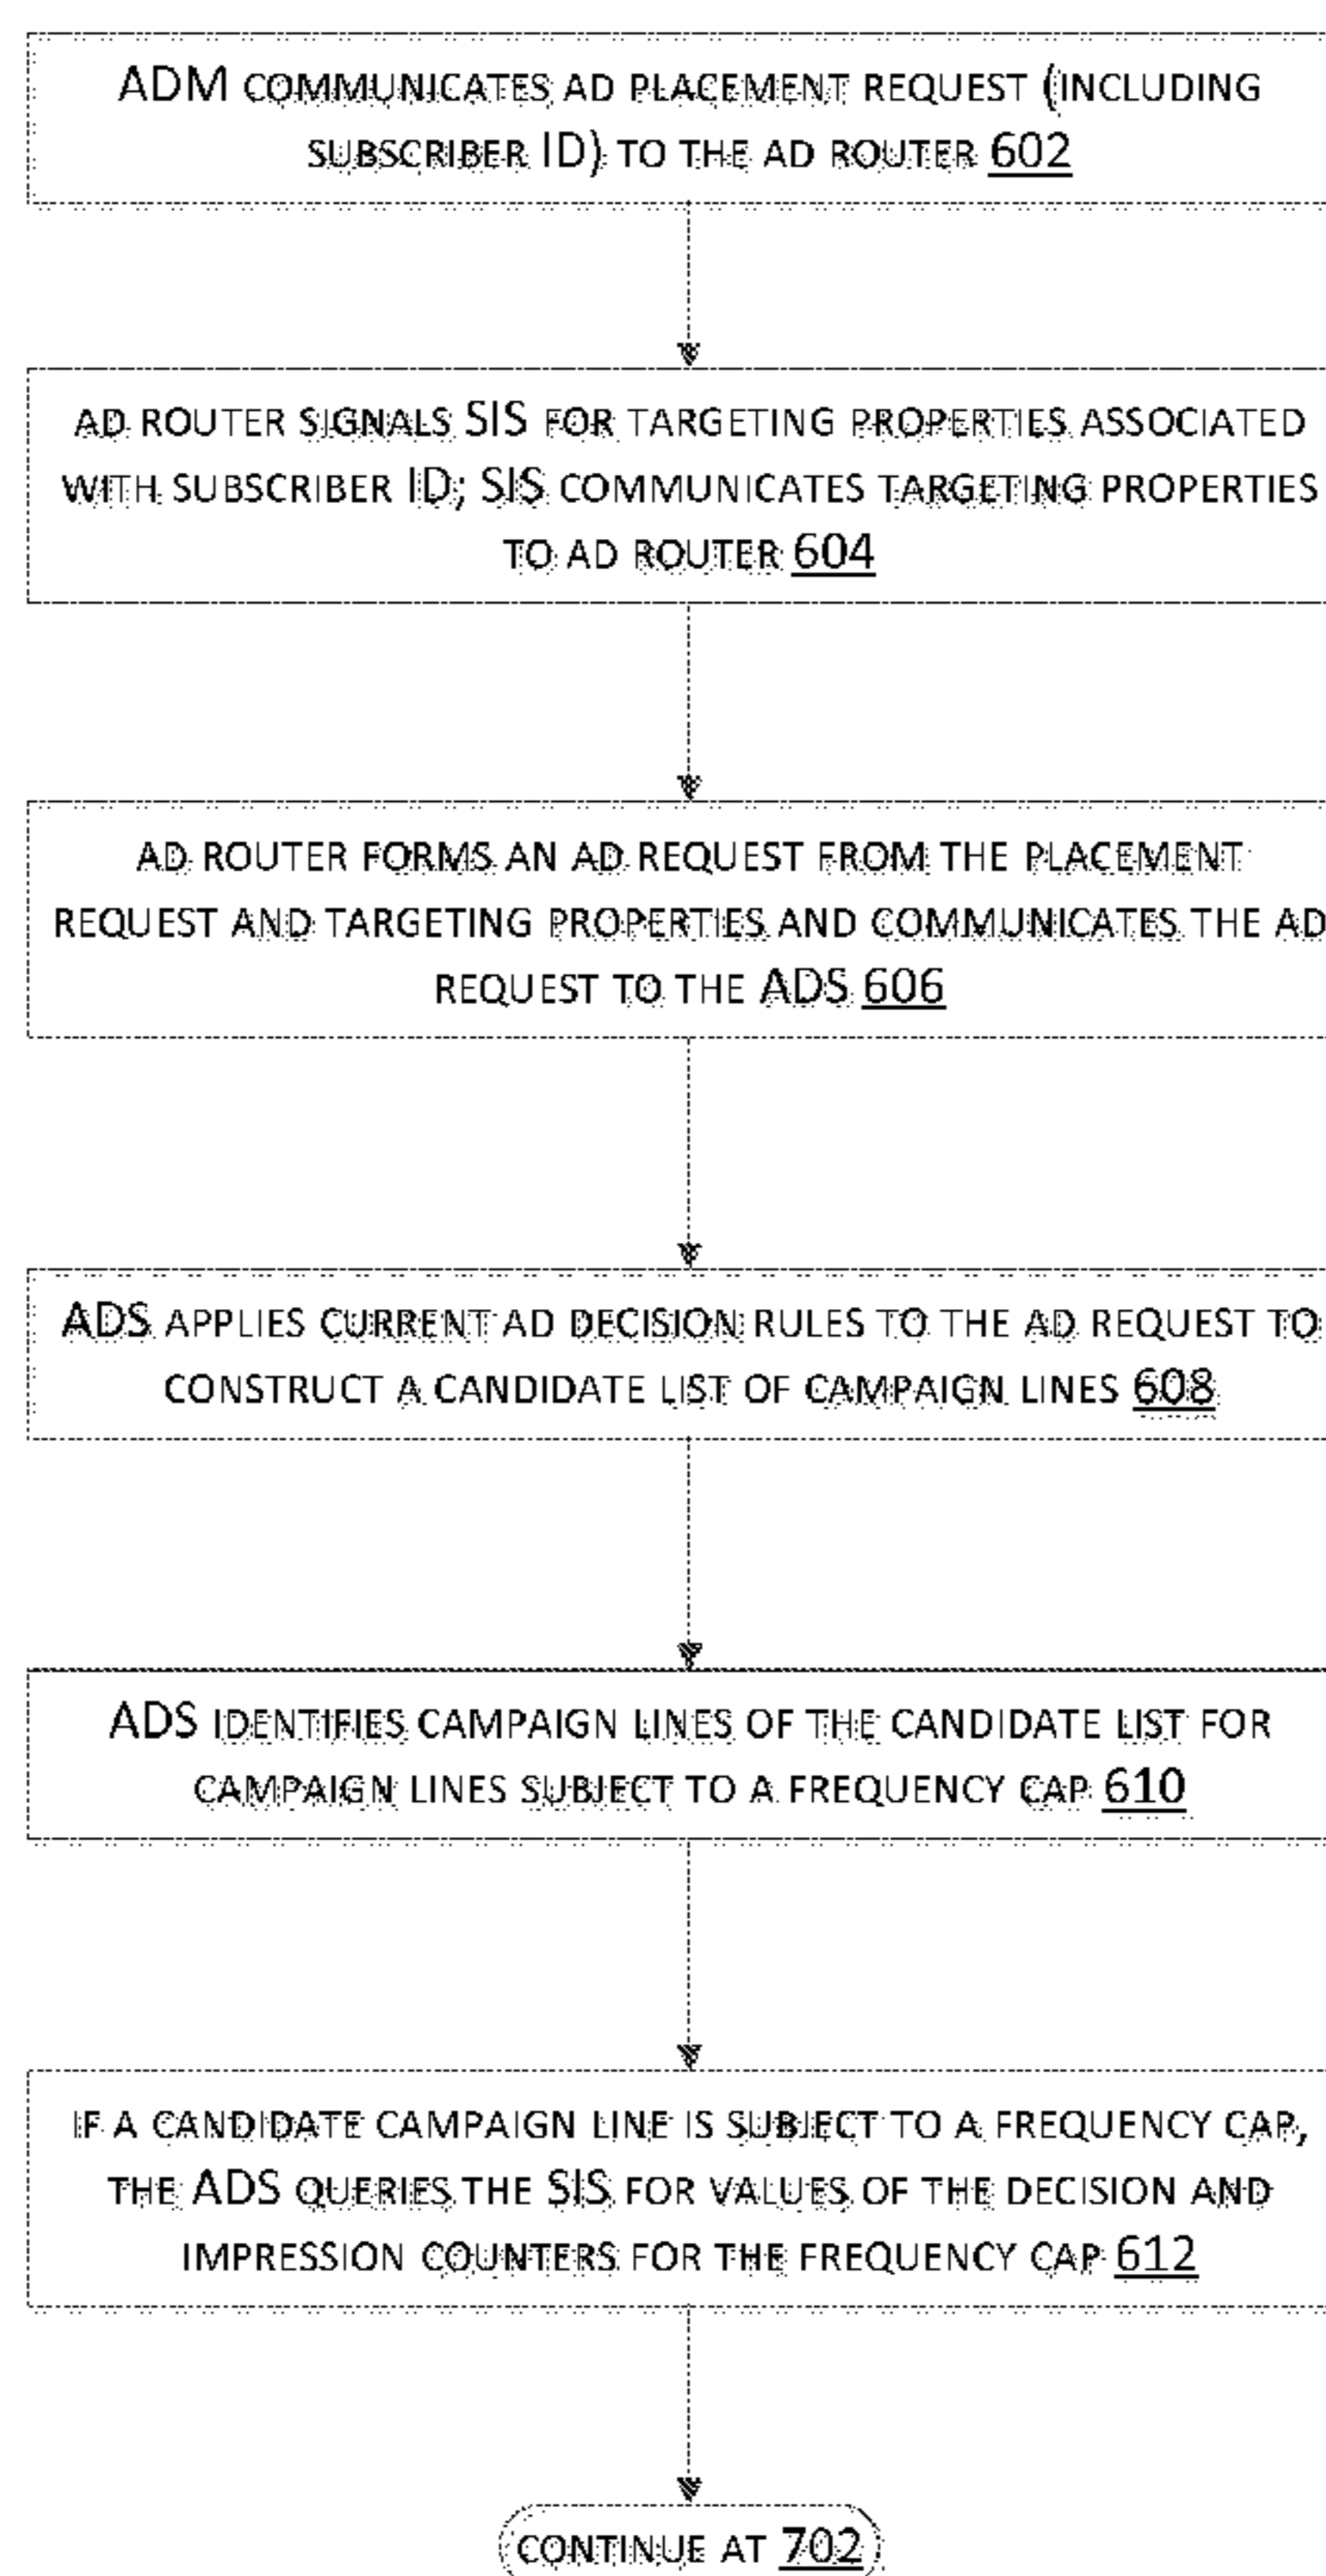 ADM COMMUNICATES AD PLACEMENT REQUEST (INCLUDING
SUBSCRIBER ID) TO THE AD ROUTER 602
AD ROUTER SIGNALS SIS FOR TARGETING PROPERTIES ASSOCIATED
WITH SUBSCRIBER ID; SIS COMMUNICATES TARGETING PROPERTIES
TO AD ROUTER 604
AD ROUTER FORMS AN AD REQUEST FROM THE PLACEMENT
REQUEST AND TARGETING PROPERTIES AND COMMUNICATES THE AD
REQUEST TO THE ADS 606
ADS APPLIES CURRENT AD DECISION RULES TO THE AD REQUEST TO
CONSTRUCT A CANDIDATE LIST OF CAMPAIGN LINES 608
ADS IDENTIFIES CAMPAIGN LINES OF THE CANDIDATE LIST FOR
CAMPAIGN LINES SUBJECT TO A FREQUENCY CAP 610
IF A CANDIDATE CAMPAIGN LINE IS SUBJECT TO A FREQUENCY CAP,
THE ADS QUERIES THE SIS FOR VALUES OF THE DECISION AND
IMPRESSION COUNTERS FOR THE FREQUENCY CAP 612
CONTINUE AT 702